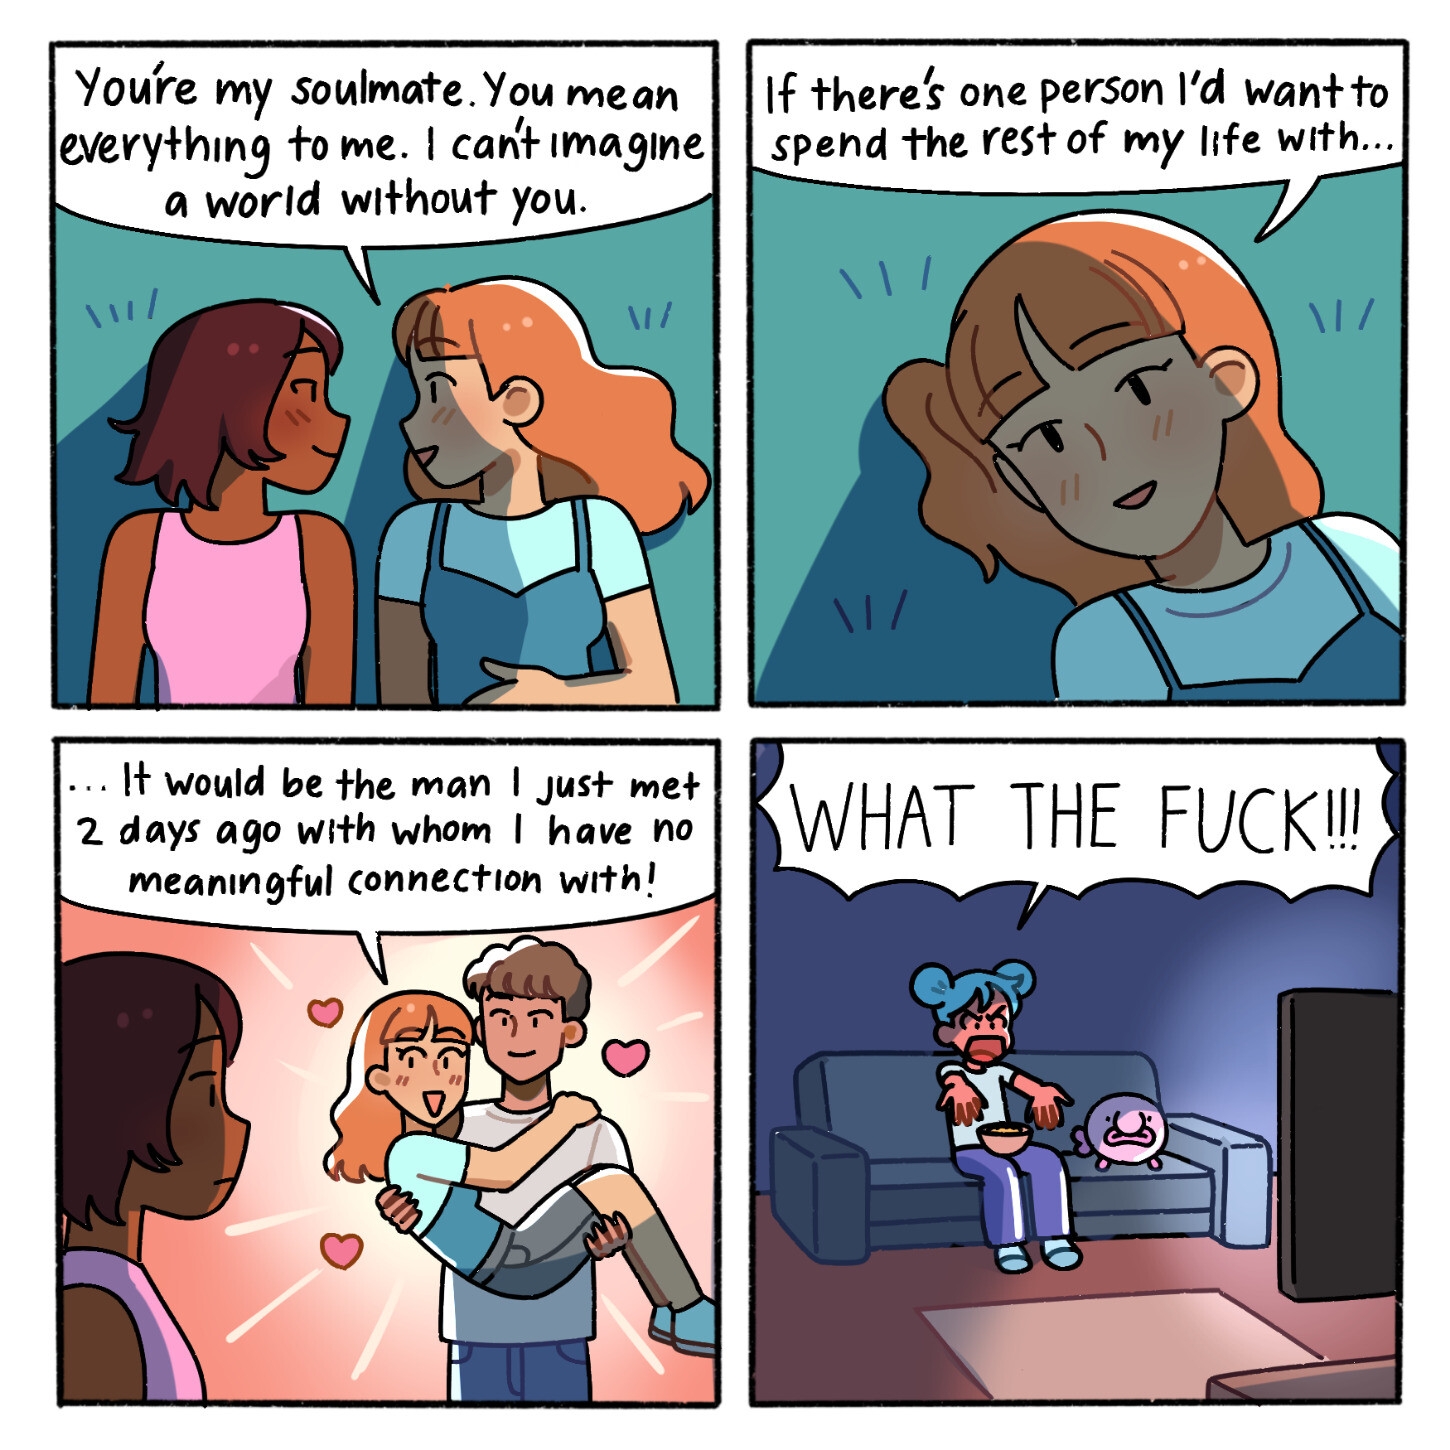 You're my soulmate. You mean
everything to me. I can't imagine
a world without you.
If there's one person I'd want to
spend the rest of my life with...
... It would be the man I just met
2 days ago with whom I have no
meaningful connection with!
WHAT THE FUCK!!!